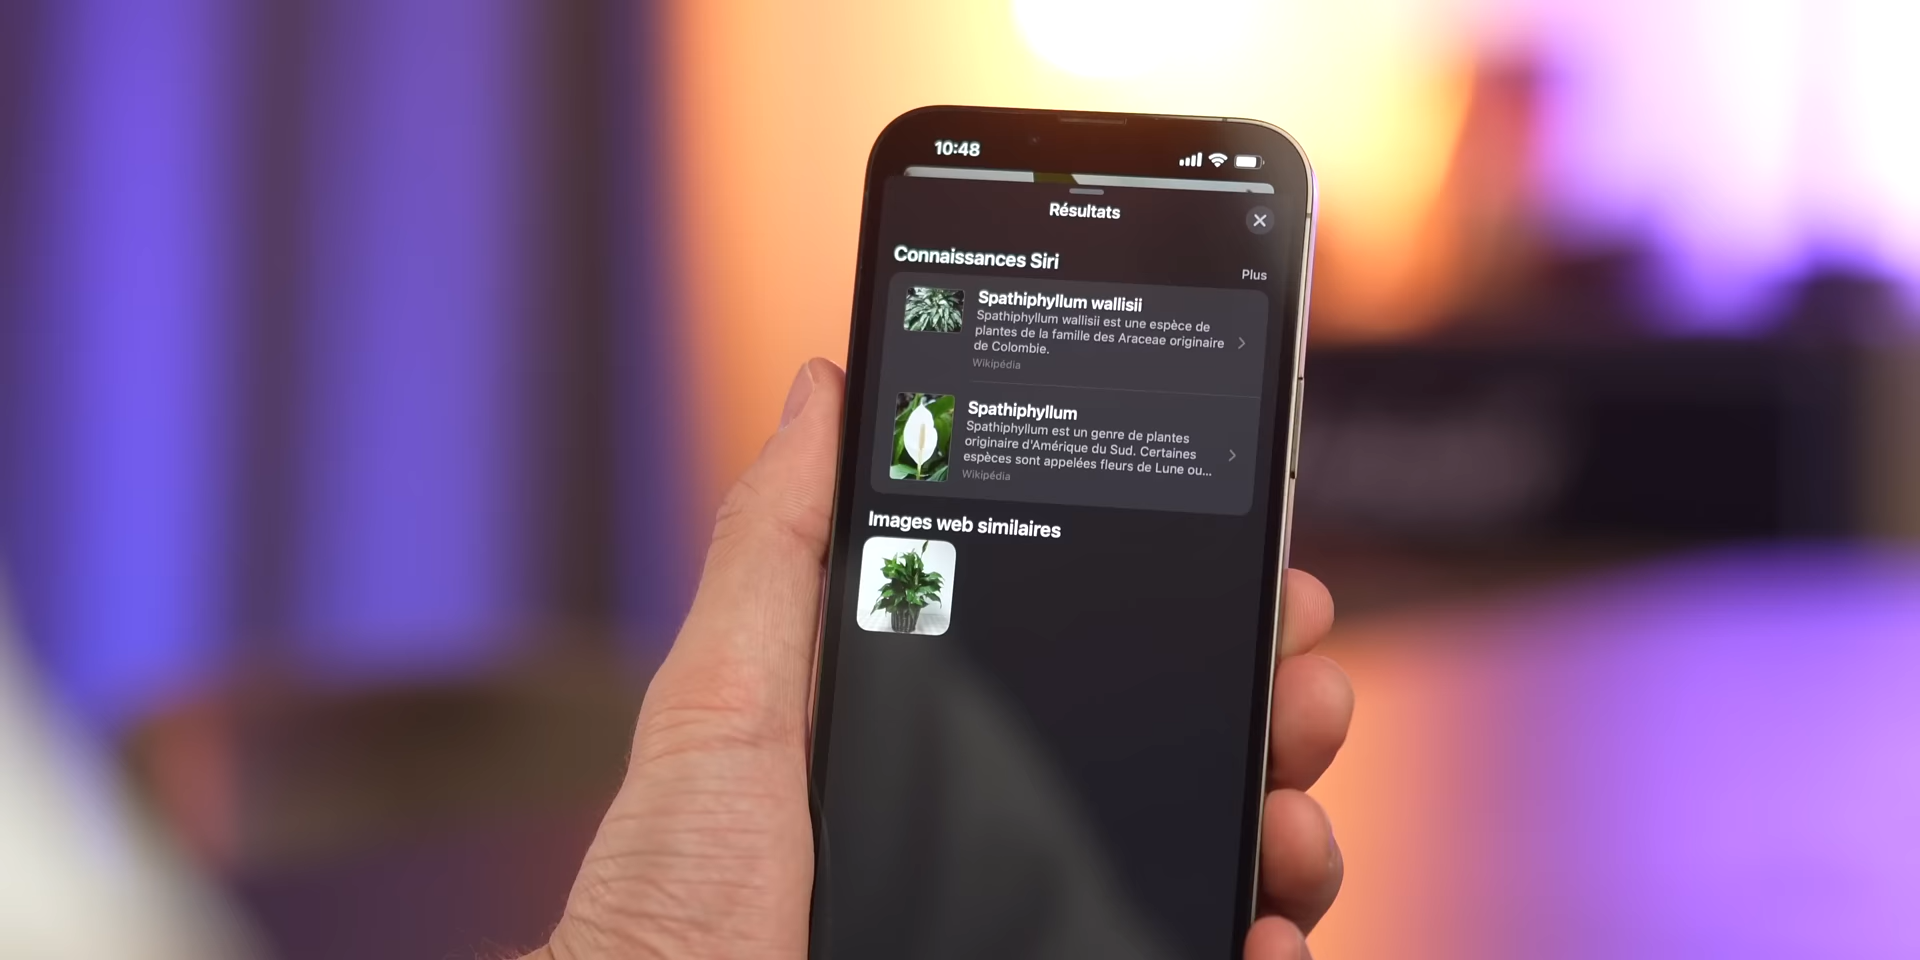 10:48
Résultats
Connaissances Siri
Plus
Spathiphyllum wallisii
Spathiphyllum wallisii est une espèce de
plantes de la famille des Araceae originaire
de Colombie.
Wikipédia
Spathiphyllum
Spathiphyllum est un genre de plantes
originaire d'Amérique du Sud. Certaines
espèces sont appelées fleurs de Lune ou...
Wikipédia
Images web similaires